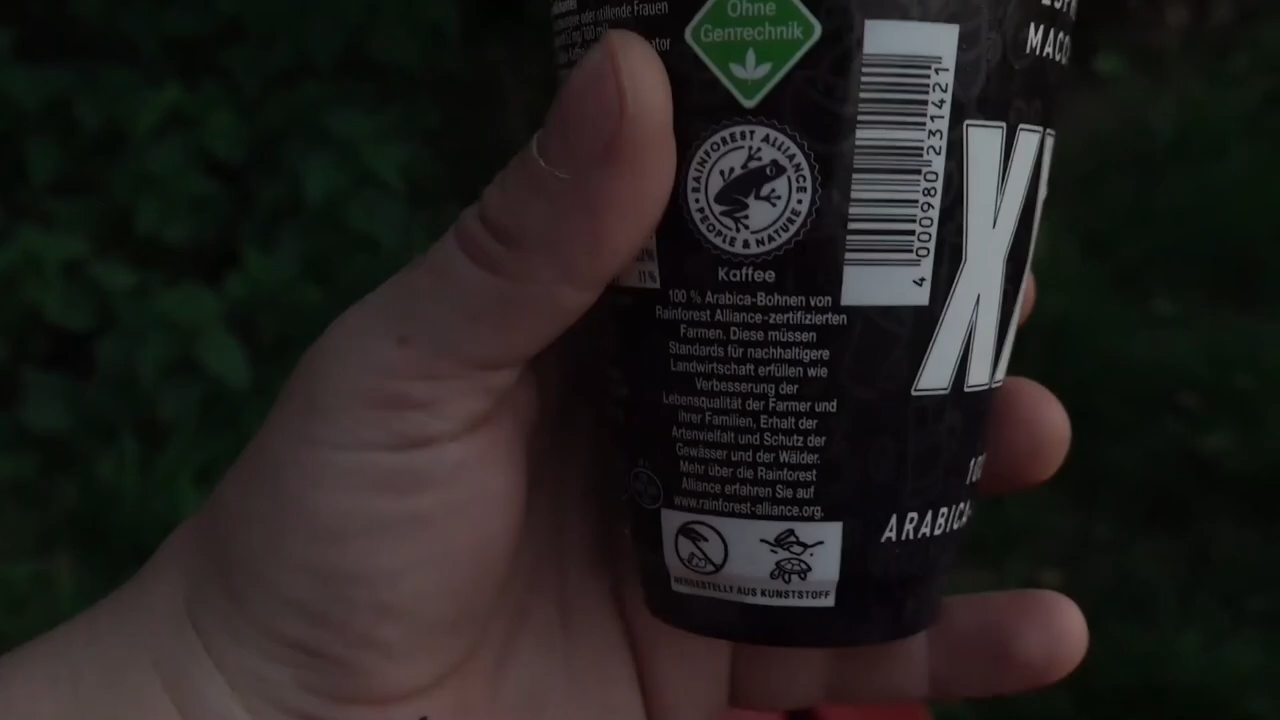 oder stillende Frauen
Ohne
GenTechnik
RAINFOREST ALLIANCE
PEOPLE & NATURE
Kaffee
100 % Arabica-Bohnen von
Rainforest Alliance-zertifizierten
Farmen. Diese müssen
Standards für nachhaltigere
Landwirtschaft erfüllen wie
Verbesserung der
Lebensqualität der Farmer und
ihrer Familien, Erhalt der
Artenvielfalt und Schutz der
Gewässer und der Wälder.
Mehr über die Rainforest
Alliance erfahren Sie auf
www.rainforest-alliance.org.
HERGESTELLT AUS KUNSTSTOFF
4 000980 231421
ARABICA